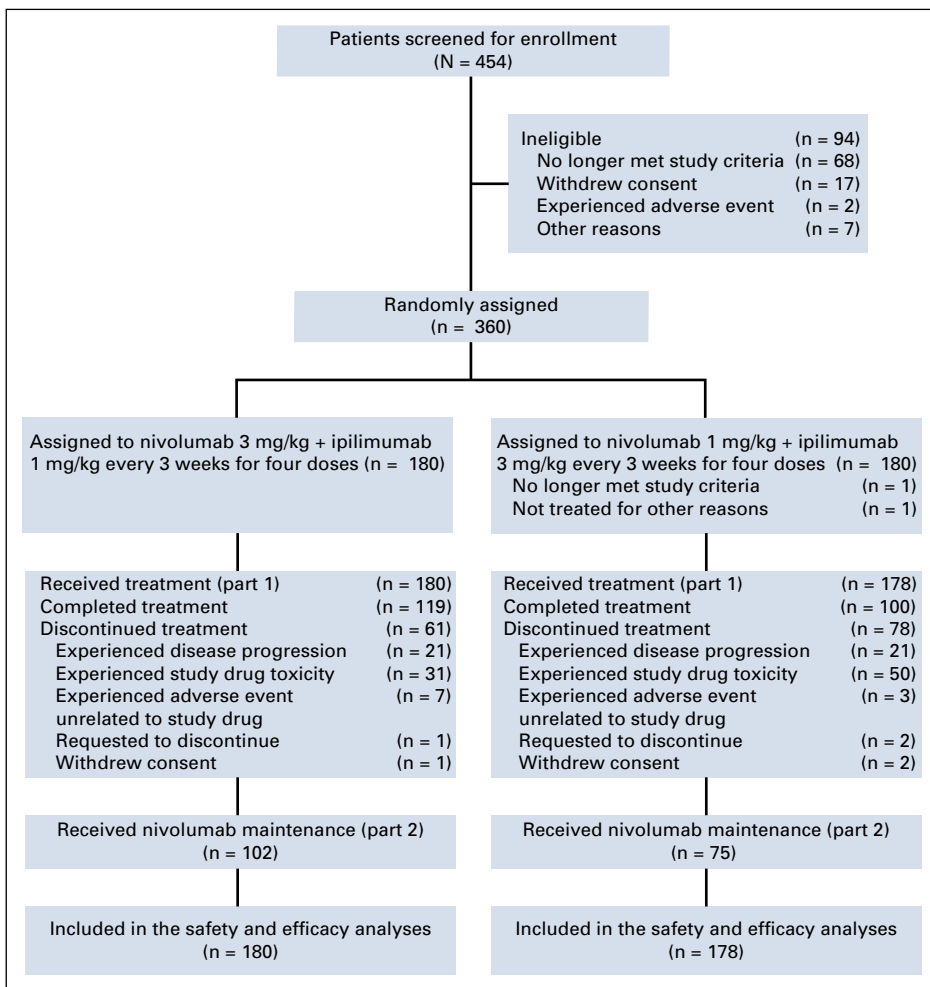 Patients screened for enrollment
(N = 454)
Ineligible (n = 94)
No longer met study criteria (n = 68)
Withdrew consent (n = 17)
Experienced adverse event (n = 2)
Other reasons (n = 7)
Randomly assigned
(n = 360)
Assigned to nivolumab 3 mg/kg + ipilimumab
1 mg/kg every 3 weeks for four doses (n = 180)
Assigned to nivolumab 1 mg/kg + ipilimumab
3 mg/kg every 3 weeks for four doses (n = 180)
No longer met study criteria (n = 1)
Not treated for other reasons (n = 1)
Received treatment (part 1) (n = 180)
Completed treatment (n = 119)
Discontinued treatment (n = 61)
Experienced disease progression (n = 21)
Experienced study drug toxicity (n = 31)
Experienced adverse event (n = 7)
unrelated to study drug
Requested to discontinue (n = 1)
Withdrew consent (n = 1)
Received treatment (part 1) (n = 178)
Completed treatment (n = 100)
Discontinued treatment (n = 78)
Experienced disease progression (n = 21)
Experienced study drug toxicity (n = 50)
Experienced adverse event (n = 3)
unrelated to study drug
Requested to discontinue (n = 2)
Withdrew consent (n = 2)
Received nivolumab maintenance (part 2)
(n = 102)
Received nivolumab maintenance (part 2)
(n = 75)
Included in the safety and efficacy analyses
(n = 180)
Included in the safety and efficacy analyses
(n = 178)